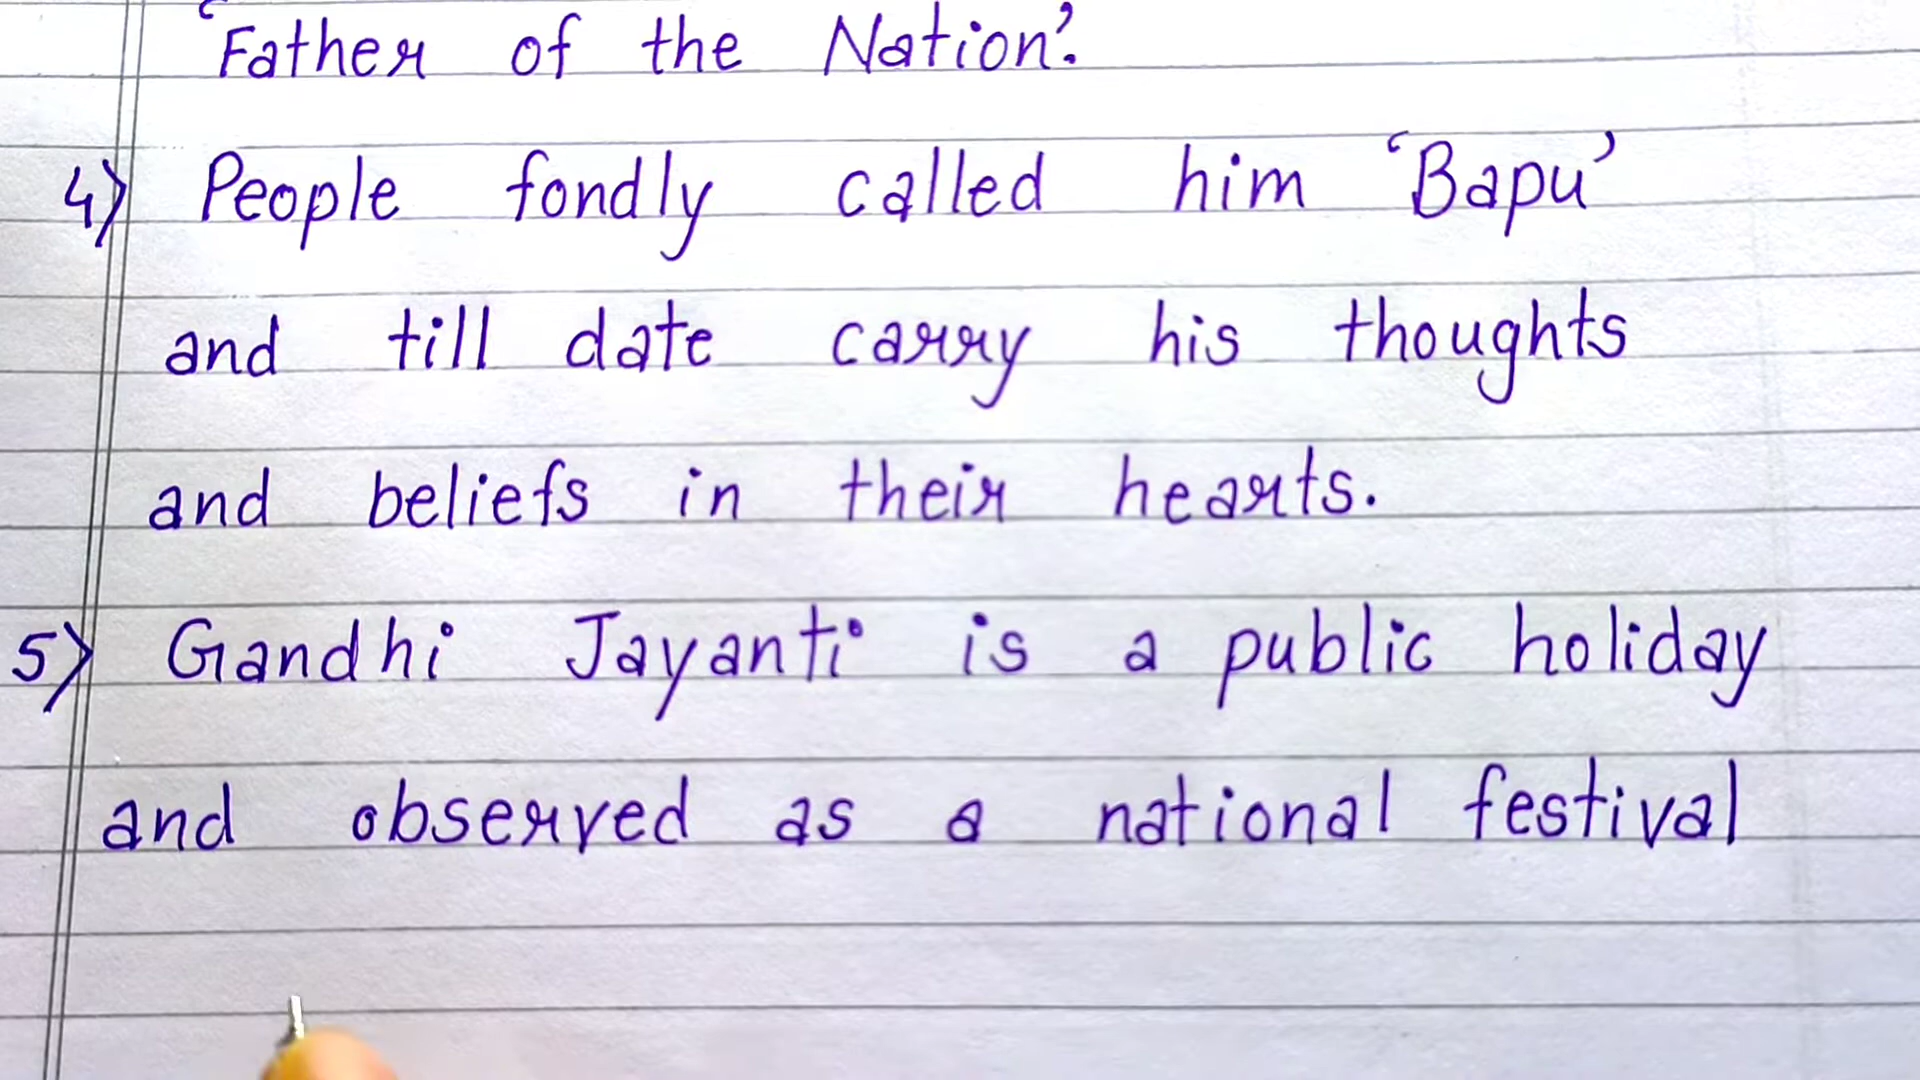 ‘Father of the Nation’.
4) People fondly called him ‘Bapu’
and till date carry his thoughts
and beliefs in their hearts.
5) Gandhi Jayanti is a public holiday
and observed as a national festival